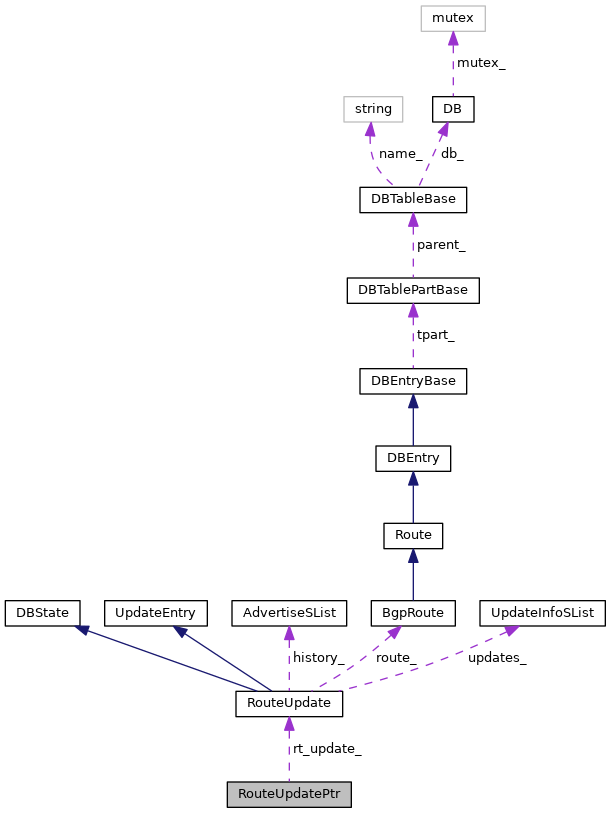 mutex
mutex_
string
DB
name_
db_
DBTableBase
parent_
DBTablePartBase
tpart_
DBEntryBase
DBEntry
Route
DBState
UpdateEntry
AdvertiseSList
BgpRoute
UpdateInfoSList
history_
route_
updates_
RouteUpdate
rt_update_
RouteUpdatePtr